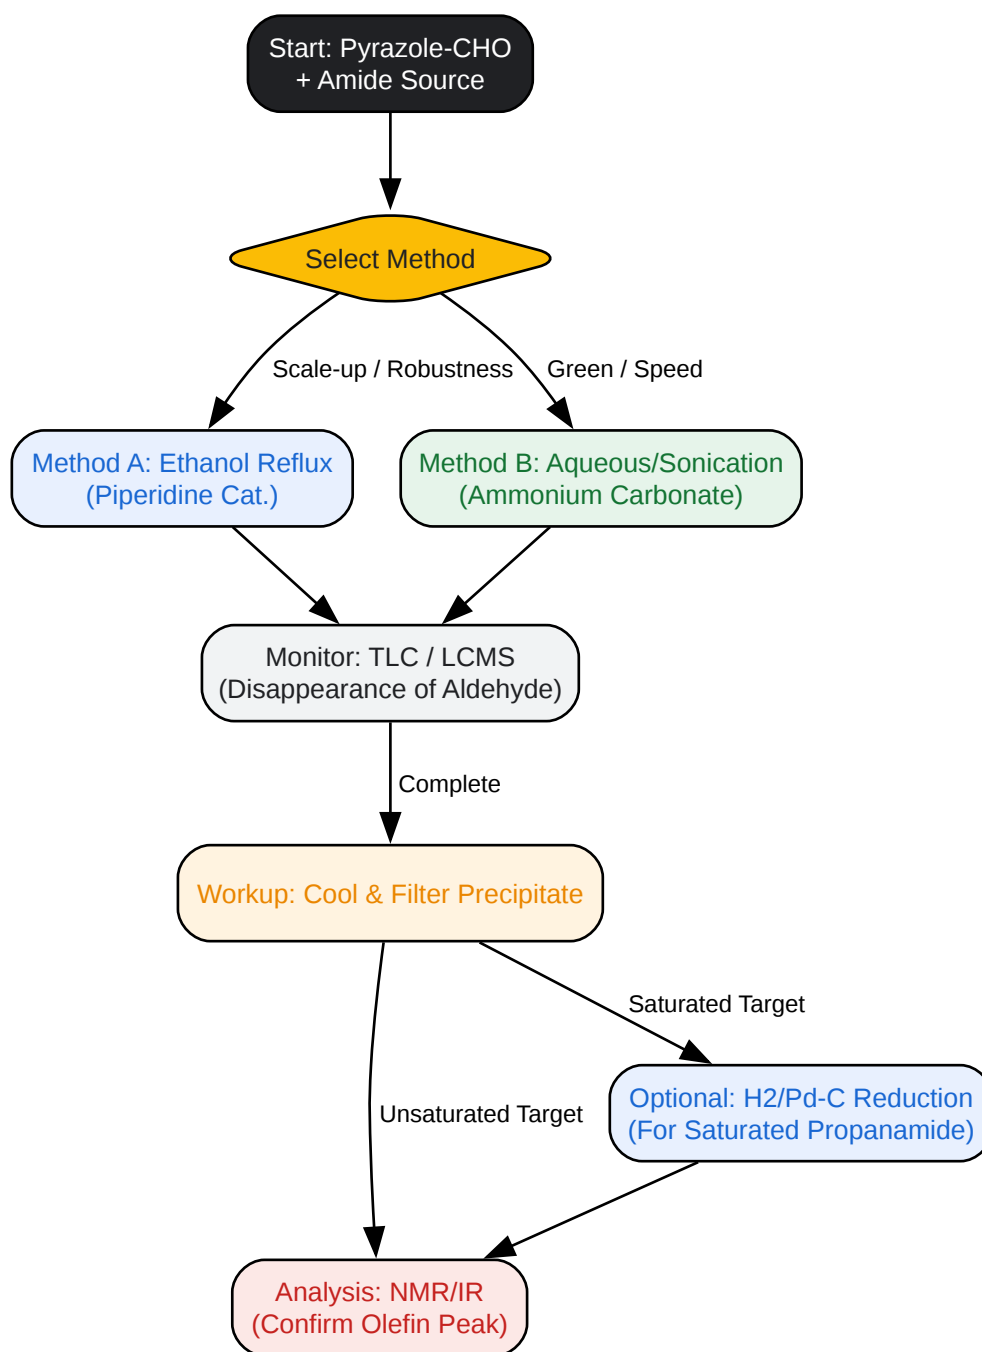 Start: Pyrazole-CHO
+ Amide Source
Select Method
Scale-up / Robustness
Green / Speed
Method A: Ethanol Reflux
(Piperidine Cat.)
Method B: Aqueous/Sonication
(Ammonium Carbonate)
Monitor: TLC / LCMS
(Disappearance of Aldehyde)
Complete
Workup: Cool & Filter Precipitate
Saturated Target
Unsaturated Target
Optional: H2/Pd-C Reduction
(For Saturated Propanamide)
Analysis: NMR/IR
(Confirm Olefin Peak)